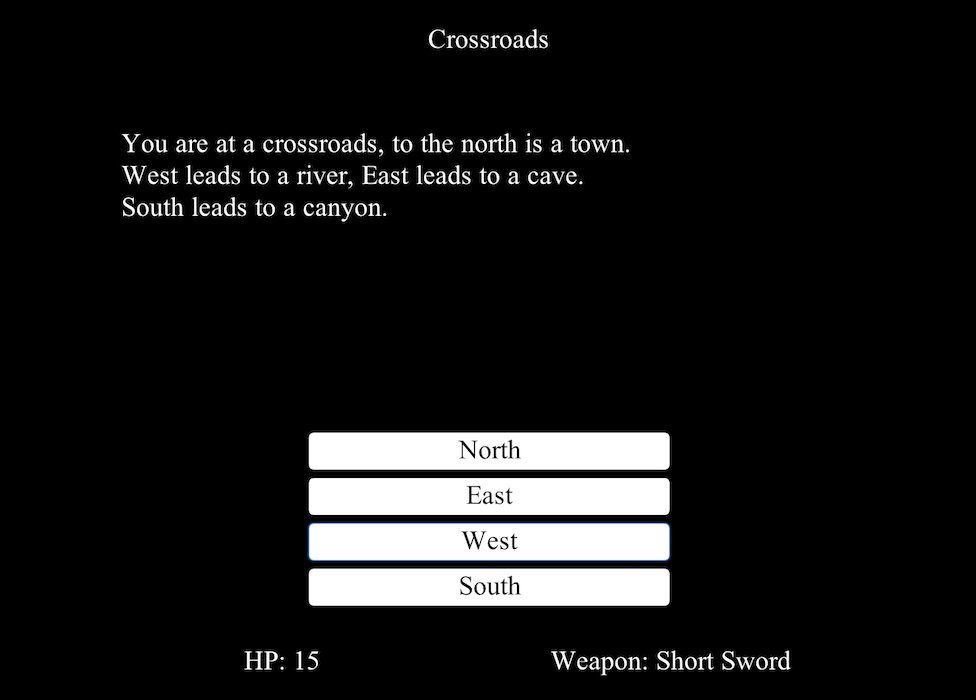 Crossroads
You are at a crossroads, to the north is a town.
West leads to a river, East leads to a cave.
South leads to a canyon.
North
East
West
South
HP: 15
Weapon: Short Sword